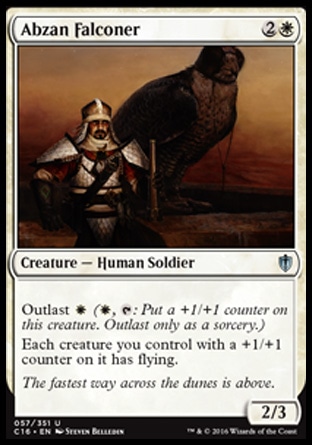 Abzan Falconer 2
Creature — Human Soldier
Outlast (, : Put a +1/+1 counter on
this creature. Outlast only as a sorcery.)
Each creature you control with a +1/+1
counter on it has flying.
The fastest way across the dunes is above.
2/3
057/351 U
C16 • EN Steven Belledin ™ & © 2016 Wizards of the Coast